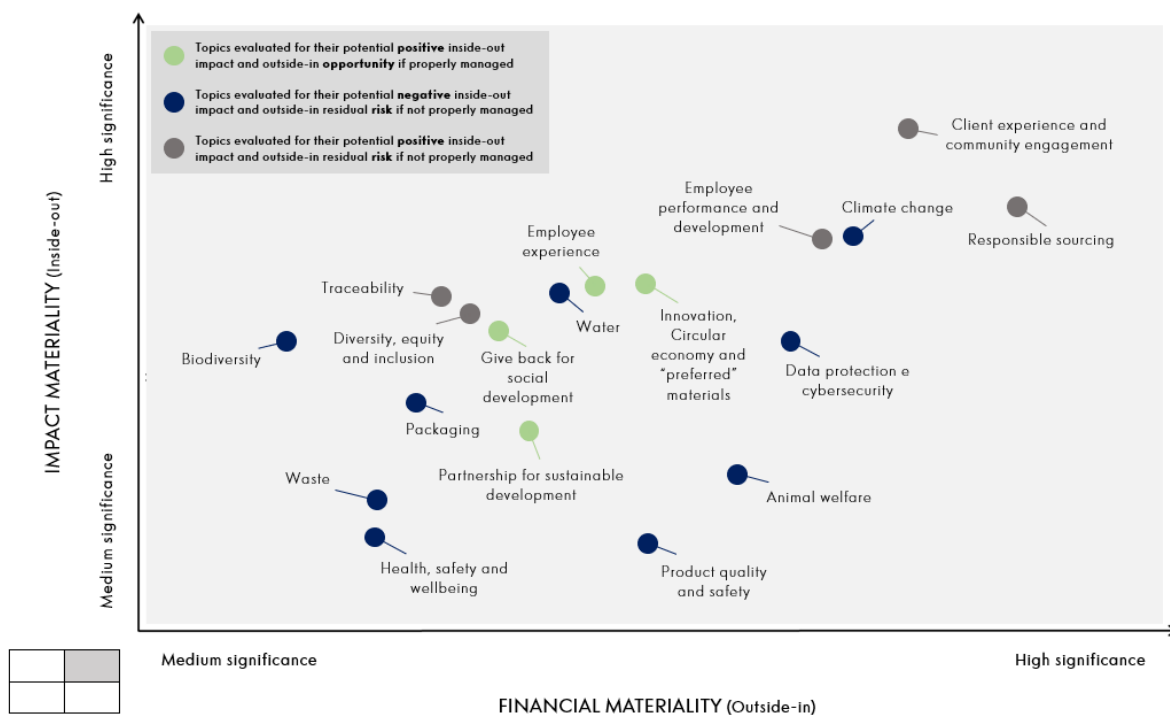 Topics evaluated for their potential positive inside-out
impact and outside-in opportunity if properly managed
Topics evaluated for their potential negative inside-out
impact and outside-in residual risk if not properly managed
Topics evaluated for their potential positive inside-out
impact and outside-in residual risk if not properly managed
High significance
IMPACT MATERIALITY (Inside-out)
Medium significance
Client experience and
community engagement
Employee
performance and
development
Climate change
Responsible sourcing
Employee
experience
Traceability
Diversity, equity
and inclusion
Water
Innovation,
Circular
economy and
"preferred"
materials
Biodiversity
Give back for
social
development
Data protection e
cybersecurity
Packaging
Partnership for sustainable
development
Waste
Animal welfare
Health, safety and
wellbeing
Product quality
and safety
Medium significance
High significance
FINANCIAL MATERIALITY (Outside-in)